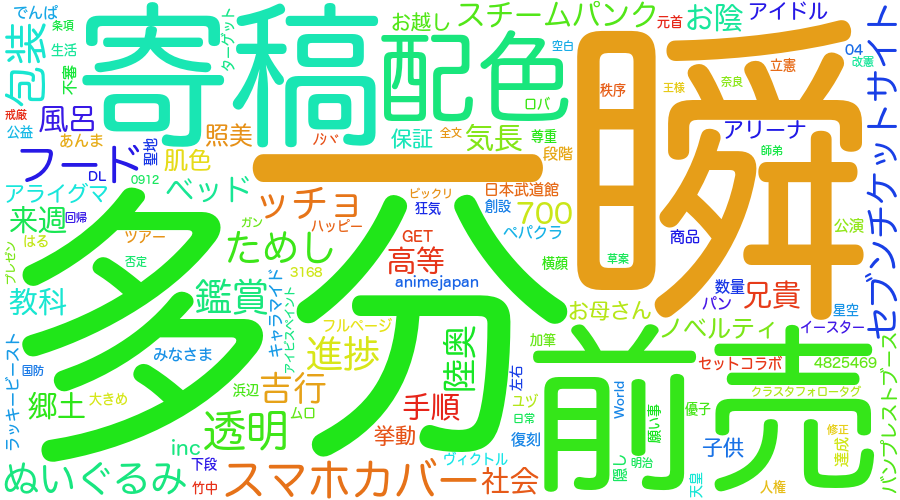 でんぱ
条項
ターゲット
寄稿
配色
お越し
スチームパンク
元首
お陰
アイドル
04
改憲
セブンチケットサイト
包装
生活
不審
空白
立憲
王様
奈良
一瞬
ロバ
秩序
戒厳
風呂
照美
ノバ
保証
全文
気長
尊重
アリーナ
公益
あんま
聖地
師弟
フード
DL
0912
肌色
段階
アライグマ
ベッド
ッチョ
ビックリ
狂気
日本武道館
創設
来週
回帰
多分
ガン
ハッピー
700
ペパクラ
公演
はる
ツアー
ためし
GET
商品
プレゼン
否定
高等
横顔
草案
3168
animejapan
数量
兄貴
教科
鑑賞
キャラマイド
アイビスペイント
パン
星空
お母さん
ノベルティ
イースター
フルページ
進捗
陸奥
加筆
前売
ラッキービースト
みなさま
セットコラボ
4825469
国防
吉行
左右
World
クラスタフォロータグ
バンプレストブース
郷土
大きめ
浜辺
ムロ
手順
ユヅ
日常
願い事
優子
透明
挙動
復刻
修正
inc
子供
達成
下段
ヴィクトル
隠し
明治
ぬいぐるみ
竹中
スマホカバー
社会
天皇
人権